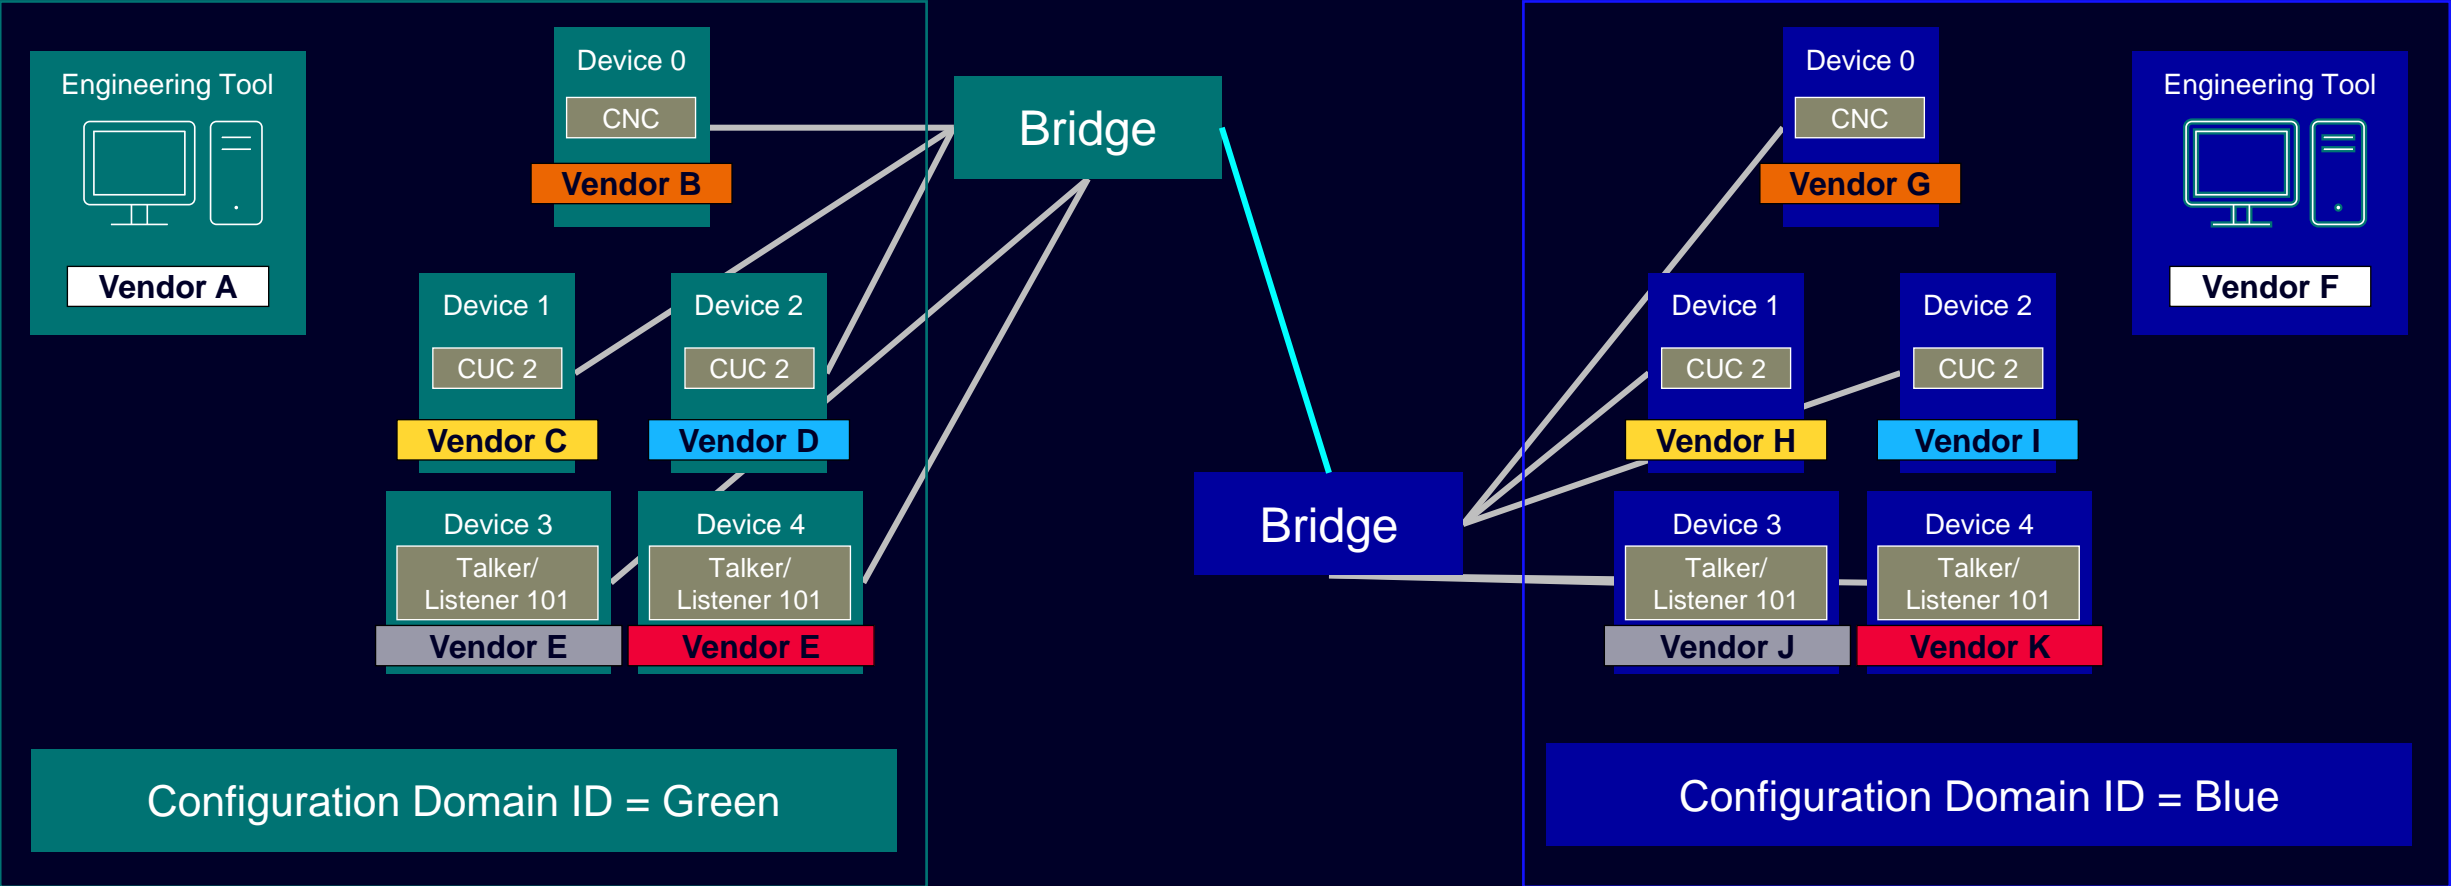 Engineering Tool
Vendor A
Device 0
CNC
Vendor B
Device 1
CUC 2
Vendor C
Device 2
CUC 2
Vendor D
Device 3
Talker/
Listener 101
Vendor E
Device 4
Talker/
Listener 101
Vendor E
Configuration Domain ID = Green
Bridge
Bridge
Device 0
CNC
Vendor G
Engineering Tool
Vendor F
Device 1
CUC 2
Vendor H
Device 2
CUC 2
Vendor I
Device 3
Talker/
Listener 101
Vendor J
Device 4
Talker/
Listener 101
Vendor K
Configuration Domain ID = Blue